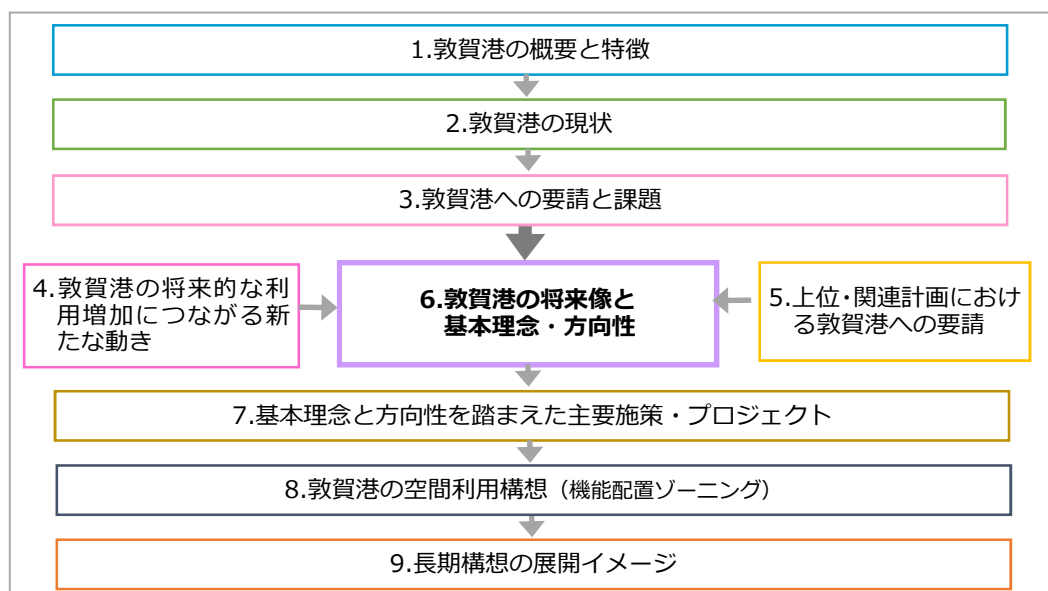 1.敦賀港の概要と特徴
2.敦賀港の現状
3.敦賀港への要請と課題
4.敦賀港の将来的な利
用増加につながる新
たな動き
6.敦賀港の将来像と
基本理念・方向性
5.上位・関連計画におけ
る敦賀港への要請
7.基本理念と方向性を踏まえた主要施策・プロジェクト
8.敦賀港の空間利用構想（機能配置ゾーニング）
9.長期構想の展開イメージ